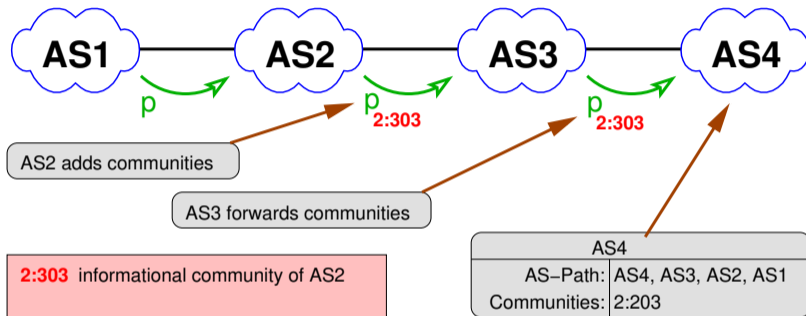 AS1 AS2 AS3 AS4
p p p
2:303 2:303
AS2 adds communities
AS3 forwards communities
AS4
2:303 informational community of AS2
AS–Path: AS4, AS3, AS2, AS1
Communities: 2:203